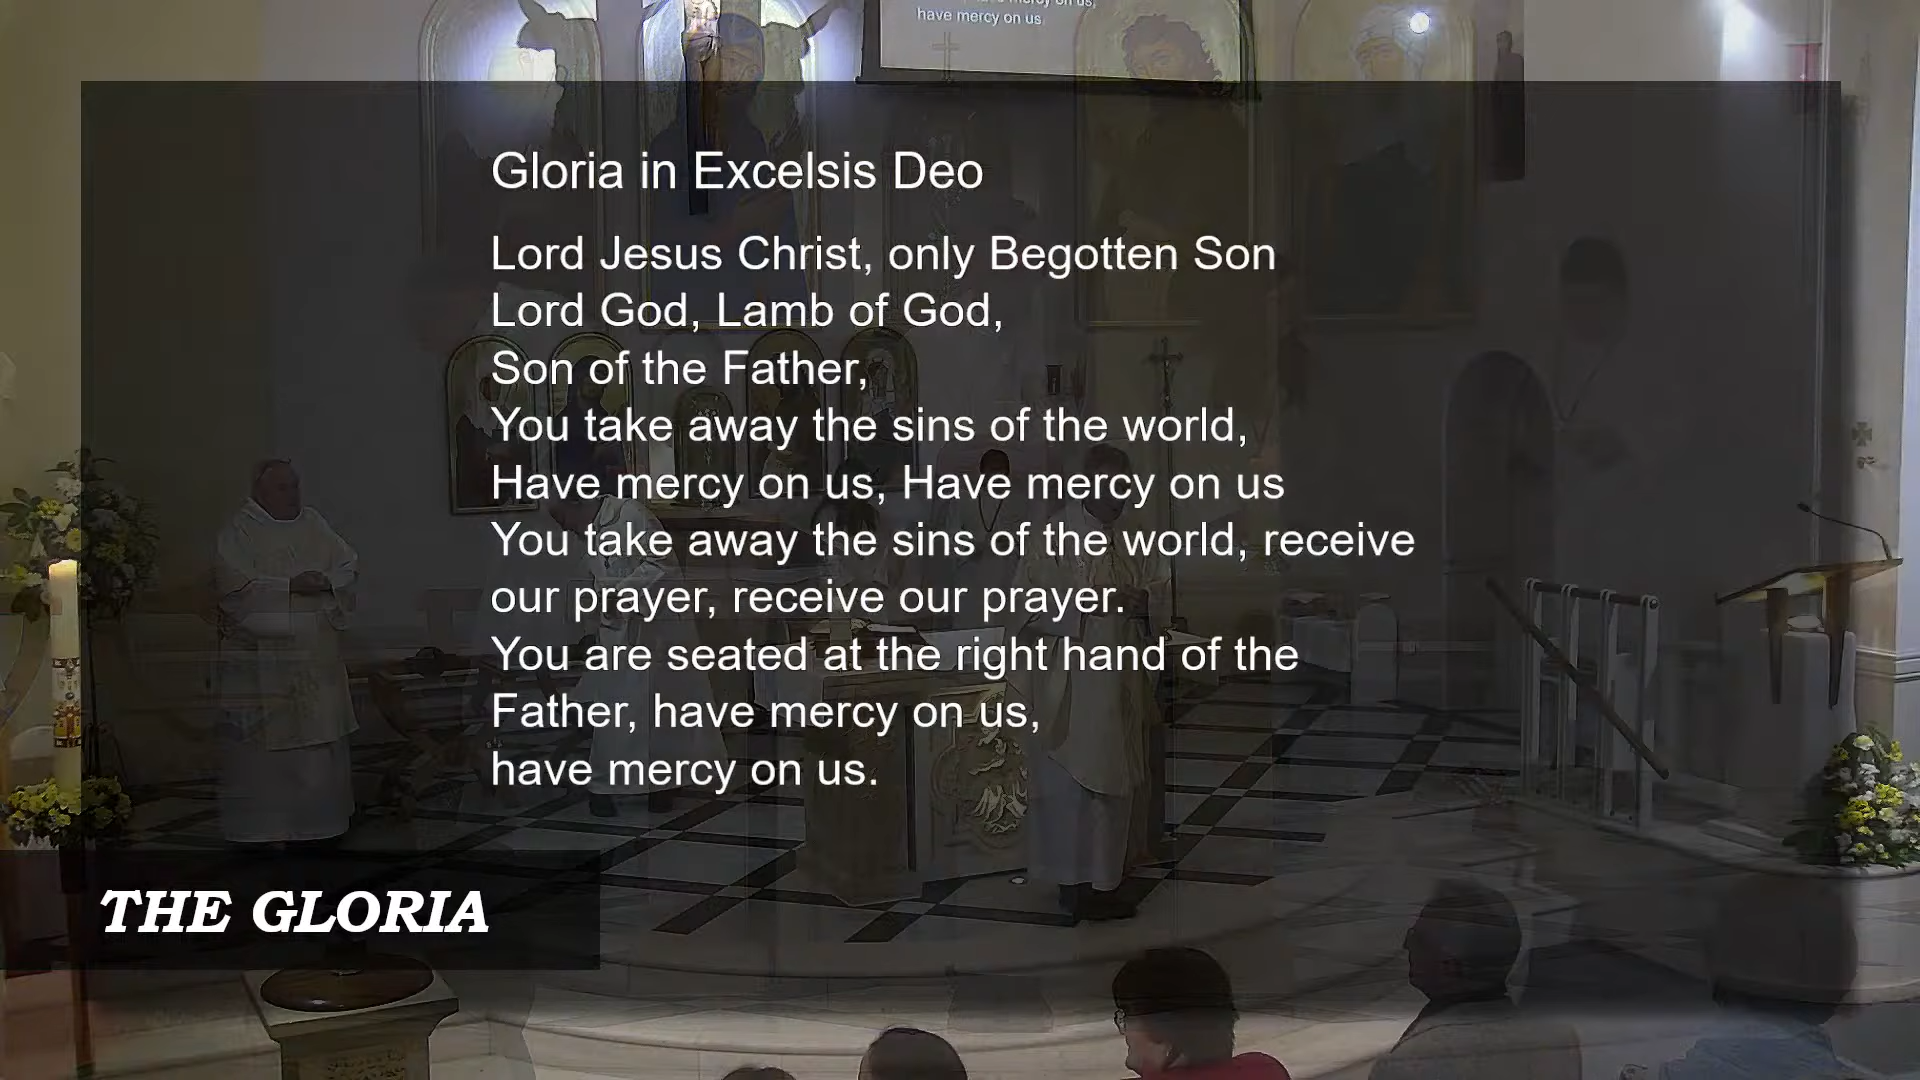 have mercy on us
Gloria in Excelsis Deo
Lord Jesus Christ, only Begotten Son
Lord God, Lamb of God,
Son of the Father,
You take away the sins of the world,
Have mercy on us, Have mercy on us
You take away the sins of the world, receive
our prayer, receive our prayer.
You are seated at the right hand of the
Father, have mercy on us,
have mercy on us.
THE GLORIA